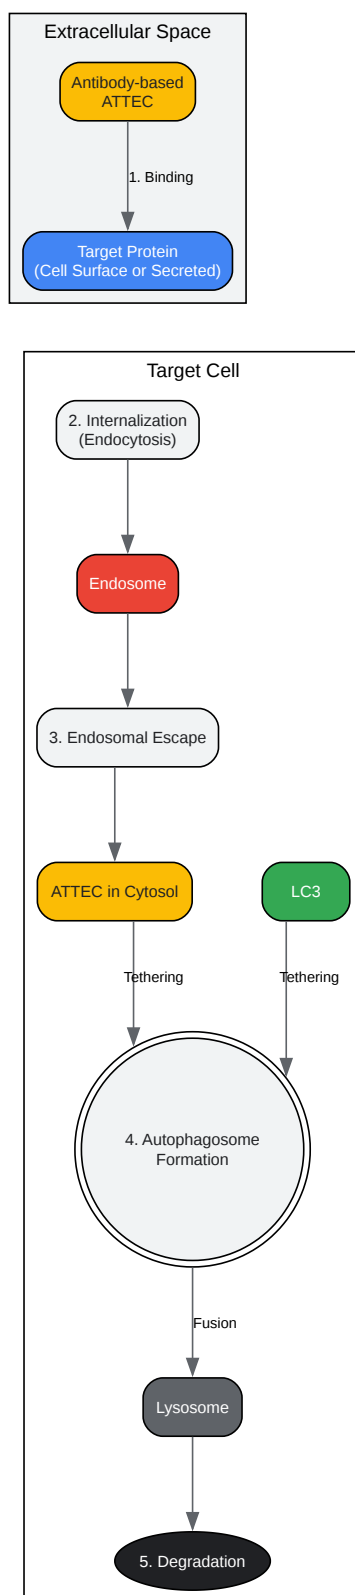 Extracellular Space
Antibody-based
ATTEC
1. Binding
Target Protein
(Cell Surface or Secreted)
Target Cell
2. Internalization
(Endocytosis)
Endosome
3. Endosomal Escape
ATTEC in Cytosol
LC3
Tethering
Tethering
4. Autophagosome
Formation
Fusion
Lysosome
5. Degradation